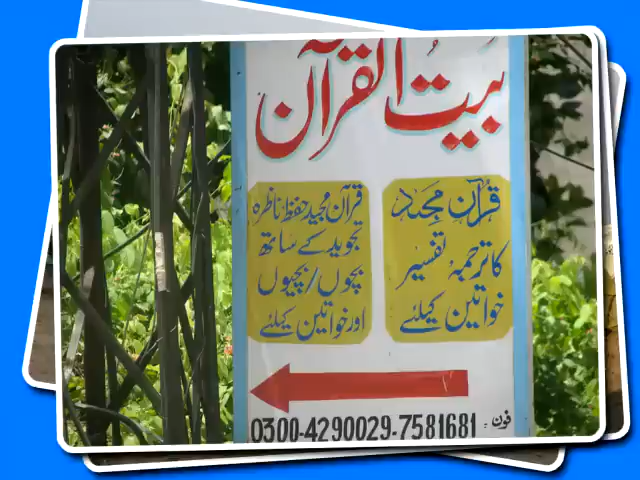 بیتُ القرآن
قرآن مجید
کا ترجمہ تفسیر
خواتین کیلئے
قرآن مجید حفظ/ناظرہ
تجوید کے ساتھ
بچوں/بچیوں
اور خواتین کیلئے
فون: 0300-4290029-7581681